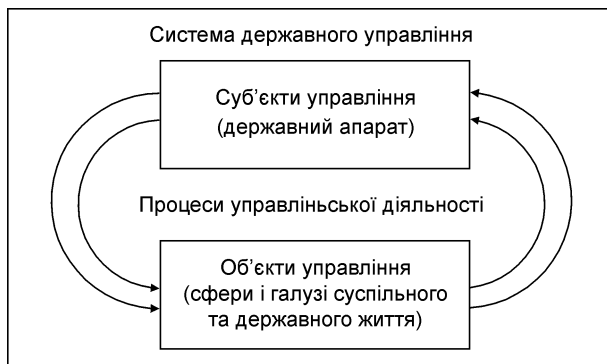 Система державного управління
Суб’єкти управління
(державний апарат)
Процеси управліньської діяльності
Об’єкти управління
(сфери і галузі суспільного
та державного життя)